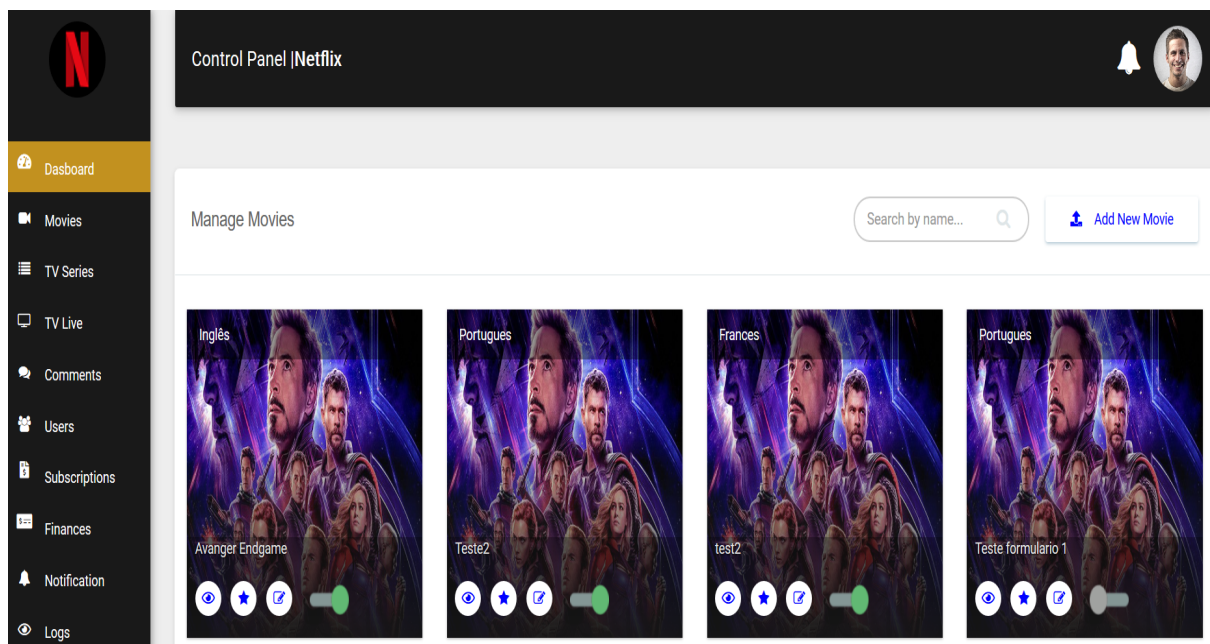 N
Control Panel |Netflix
Dasboard
Movies
TV Series
TV Live
Comments
Users
Subscriptions
Finances
Notification
Logs
Manage Movies
Search by name...
Add New Movie
Inglês
Avanger Endgame
Portugues
Teste2
Frances
test2
Portugues
Teste formulario 1